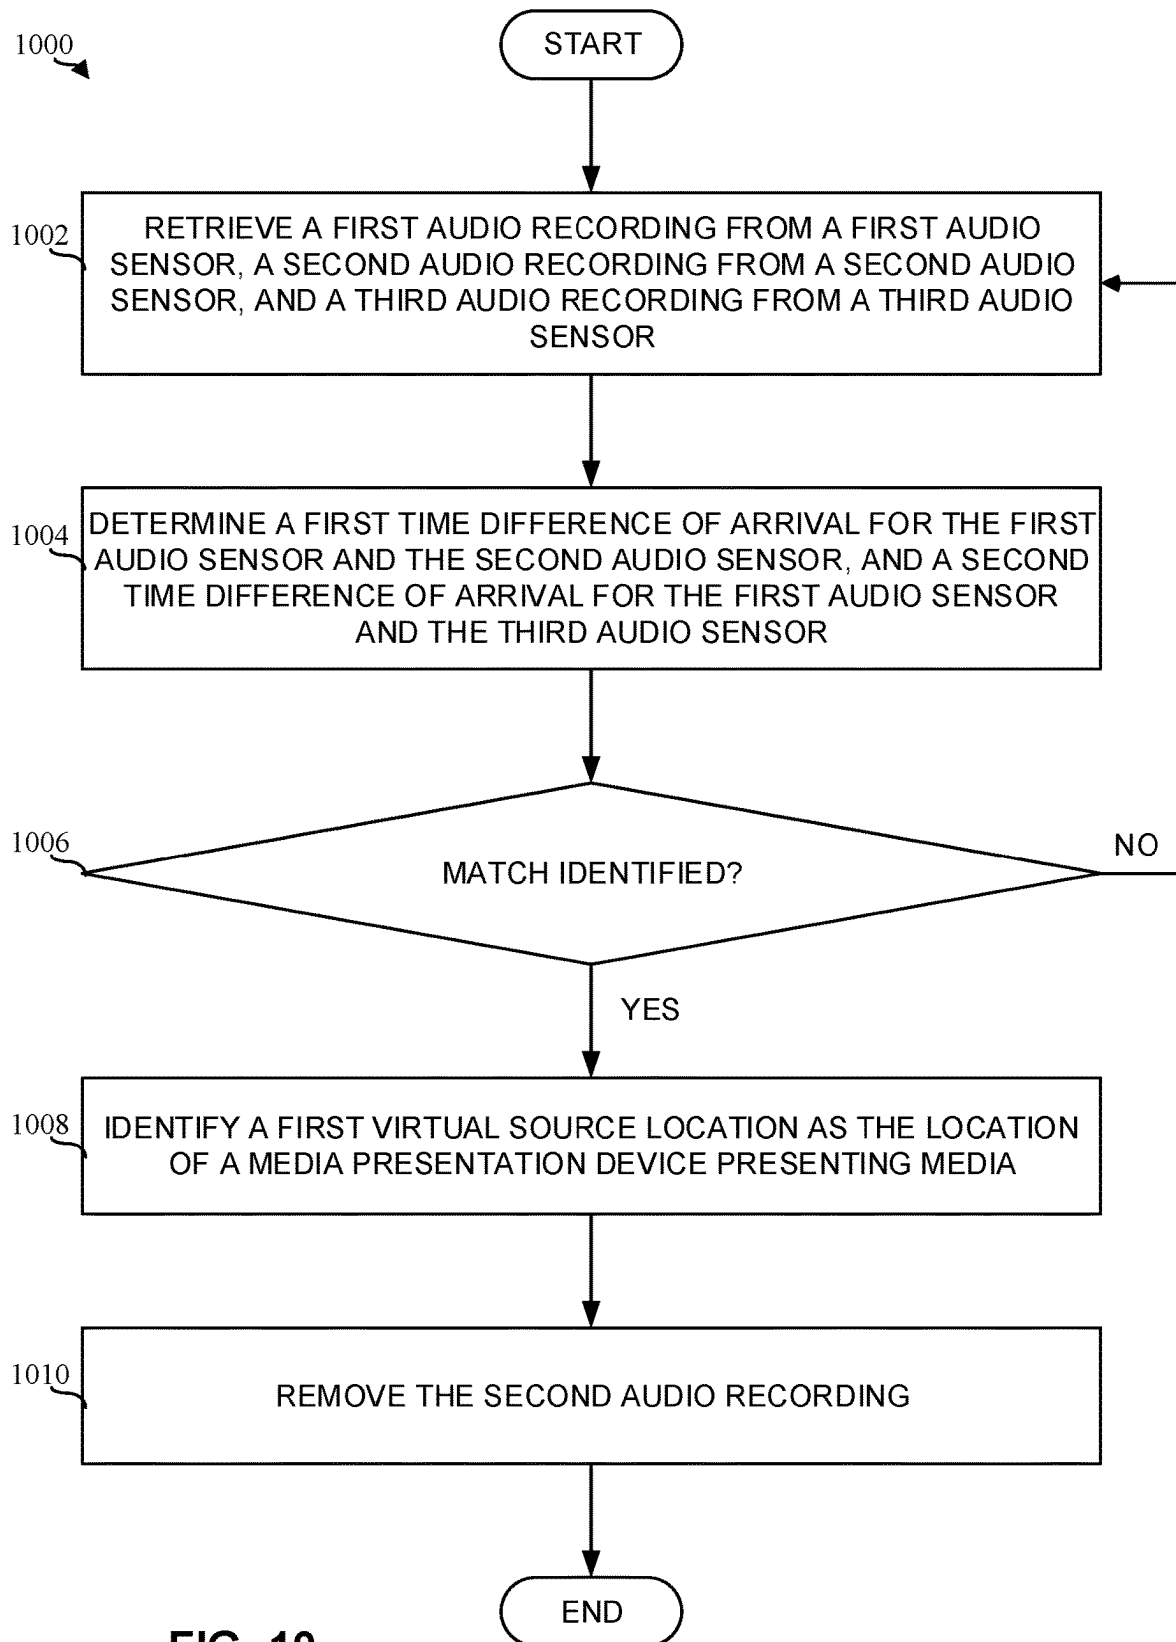 1000
START
1002
RETRIEVE A FIRST AUDIO RECORDING FROM A FIRST AUDIO
SENSOR, A SECOND AUDIO RECORDING FROM A SECOND AUDIO
SENSOR, AND A THIRD AUDIO RECORDING FROM A THIRD AUDIO
SENSOR
1004
DETERMINE A FIRST TIME DIFFERENCE OF ARRIVAL FOR THE FIRST
AUDIO SENSOR AND THE SECOND AUDIO SENSOR, AND A SECOND
TIME DIFFERENCE OF ARRIVAL FOR THE FIRST AUDIO SENSOR
AND THE THIRD AUDIO SENSOR
1006
MATCH IDENTIFIED?
NO
YES
1008
IDENTIFY A FIRST VIRTUAL SOURCE LOCATION AS THE LOCATION
OF A MEDIA PRESENTATION DEVICE PRESENTING MEDIA
1010
REMOVE THE SECOND AUDIO RECORDING
END
FIG. 10